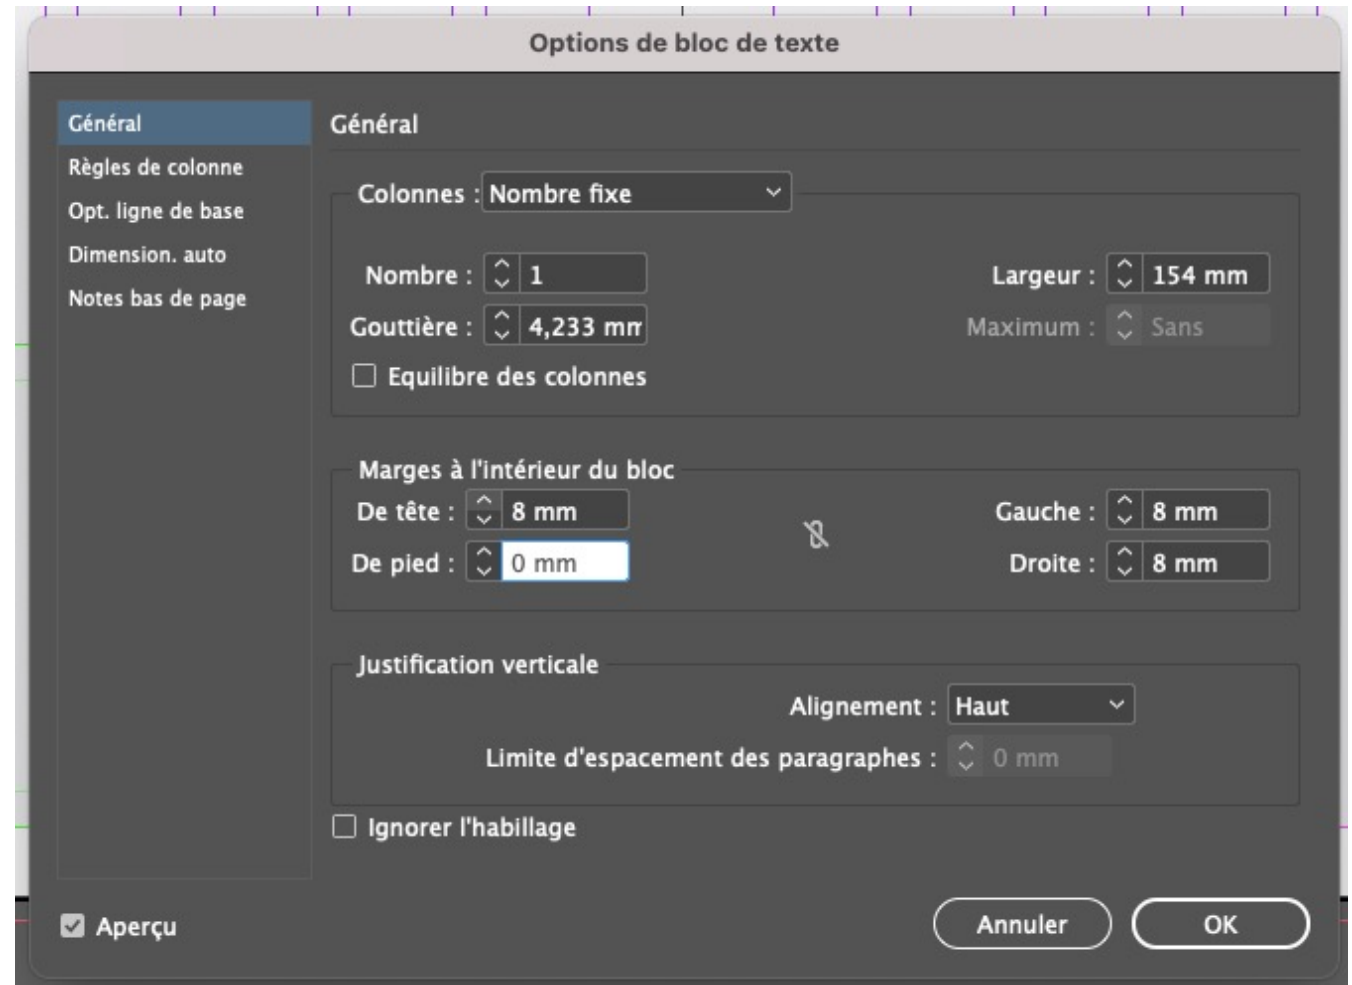 Options de bloc de texte
Général
Règles de colonne
Opt. ligne de base
Dimension. auto
Notes bas de page
Général
Colonnes : Nombre fixe
Nombre : 1 Largeur : 154 mm
Gouttière : 4,233 mm Maximum : Sans
Equilibre des colonnes
Marges à l'intérieur du bloc
De tête : 8 mm Gauche : 8 mm
De pied : 0 mm Droite : 8 mm
Justification verticale
Alignement : Haut
Limite d'espacement des paragraphes : 0 mm
Ignorer l'habillage
Aperçu Annuler OK